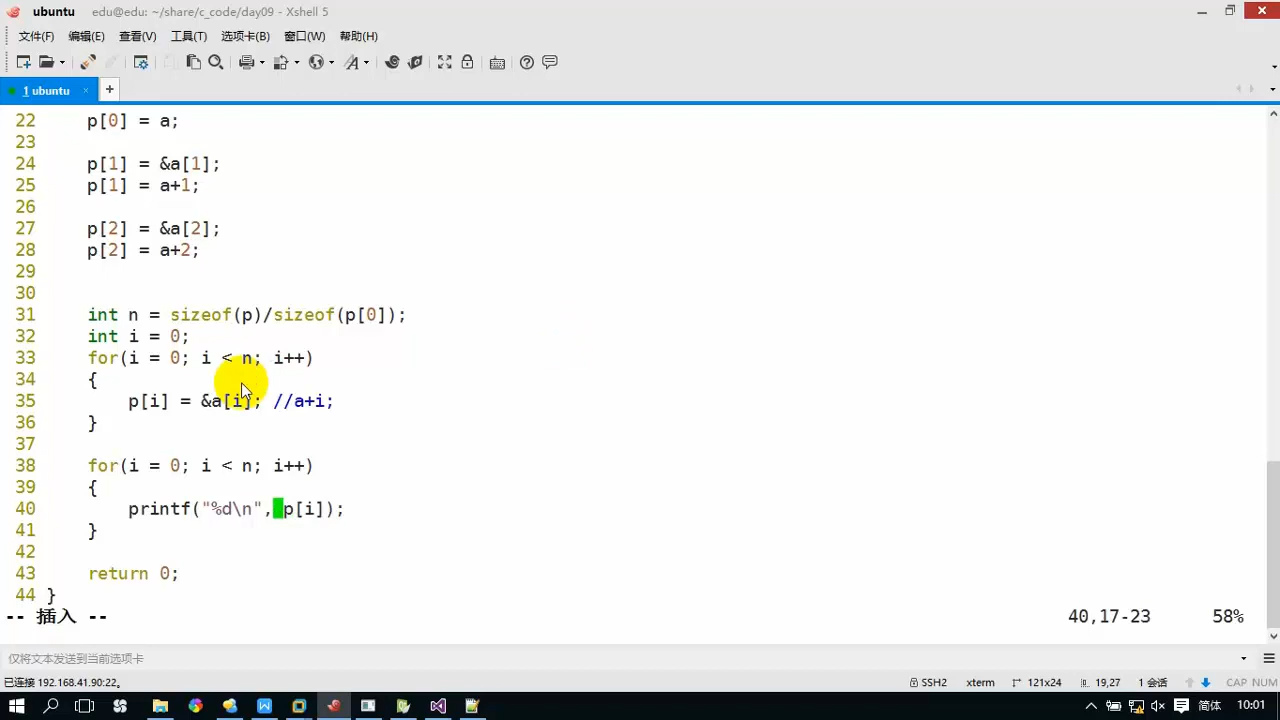 ubuntu edu@edu: ~/share/c_code/day09 - Xshell 5
文件(F) 编辑(E) 查看(V) 工具(T) 选项卡(B) 窗口(W) 帮助(H)
1 ubuntu × +
22 p[0] = a;
23
24 p[1] = &a[1];
25 p[1] = a+1;
26
27 p[2] = &a[2];
28 p[2] = a+2;
29
30
31 int n = sizeof(p)/sizeof(p[0]);
32 int i = 0;
33 for(i = 0; i < n; i++)
34 {
35 p[i] = &a[i]; //a+i;
36 }
37
38 for(i = 0; i < n; i++)
39 {
40 printf("%d\n", p[i]);
41 }
42
43 return 0;
44 }
-- 插入 -- 40,17-23 58%
仅将文本发送到当前选项卡
已连接 192.168.41.90:22。 SSH2 xterm 121x24 19,27 1 会话 CAP NUM
简体 10:01